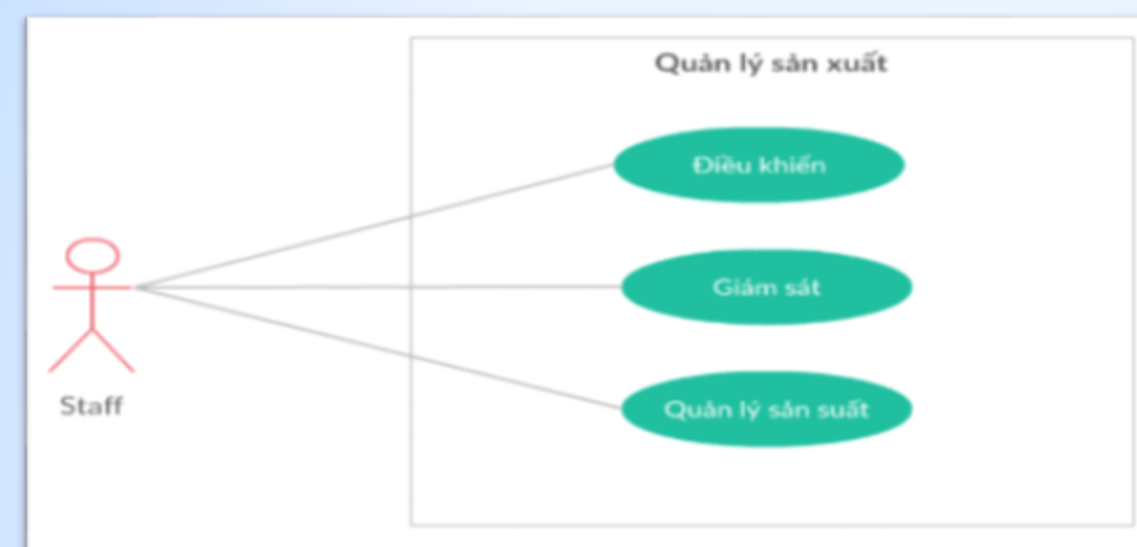 Quản lý sản xuất
Điều khiển
Giám sát
Staff
Quản lý sản suất